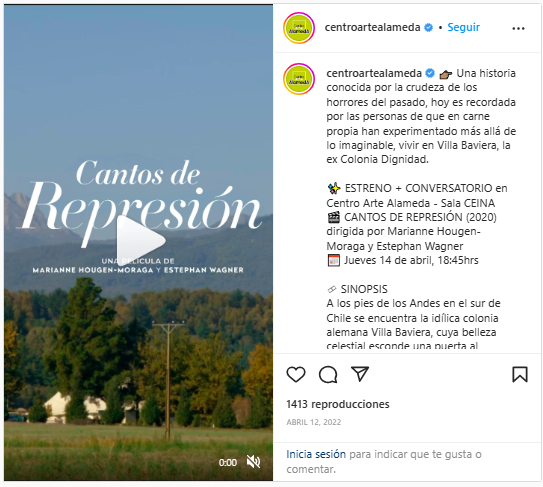 Cantos de
Represión
UNA PELÍCULA DE
MARIANNE HOUGEN-MORAGA Y ESTEPHAN WAGNER
0:00
centroartealameda • Seguir
centroartealameda Una historia
conocida por la crudeza de los
horrores del pasado, hoy es recordada
por las personas de que en carne
propia han experimentado más allá de
lo imaginable, vivir en Villa Baviera, la
ex Colonia Dignidad.
ESTRENO + CONVERSATORIO en
Centro Arte Alameda - Sala CEINA
CANTOS DE REPRESIÓN (2020)
dirigida por Marianne Hougen-
Moraga y Estephan Wagner
Jueves 14 de abril, 18:45hrs
SINOPSIS
A los pies de los Andes en el sur de
Chile se encuentra la idílica colonia
alemana Villa Baviera, cuya belleza
celestial esconde una puerta al
1413 reproducciones
ABRIL 12, 2022
Inicia sesión para indicar que te gusta o
comentar.